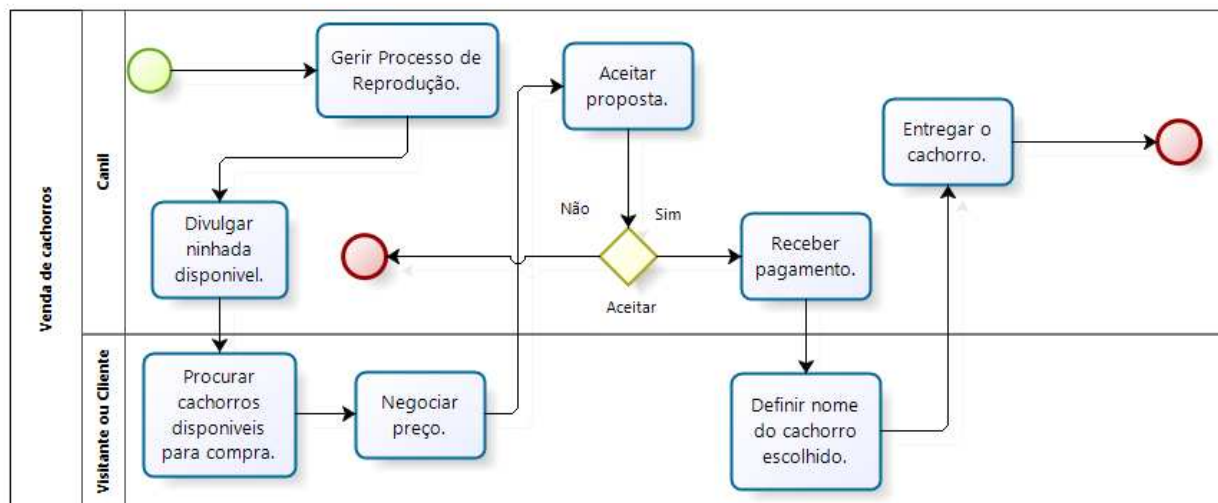 Venda de cachorros
Canil
Gerir Processo de
Reprodução.
Divulgar
ninhada
disponivel.
Aceitar
proposta.
Não
Sim
Aceitar
Receber
pagamento.
Entregar o
cachorro.
Visitante ou Cliente
Procurar
cachorros
disponiveis
para compra.
Negociar
preço.
Definir nome
do cachorro
escolhido.